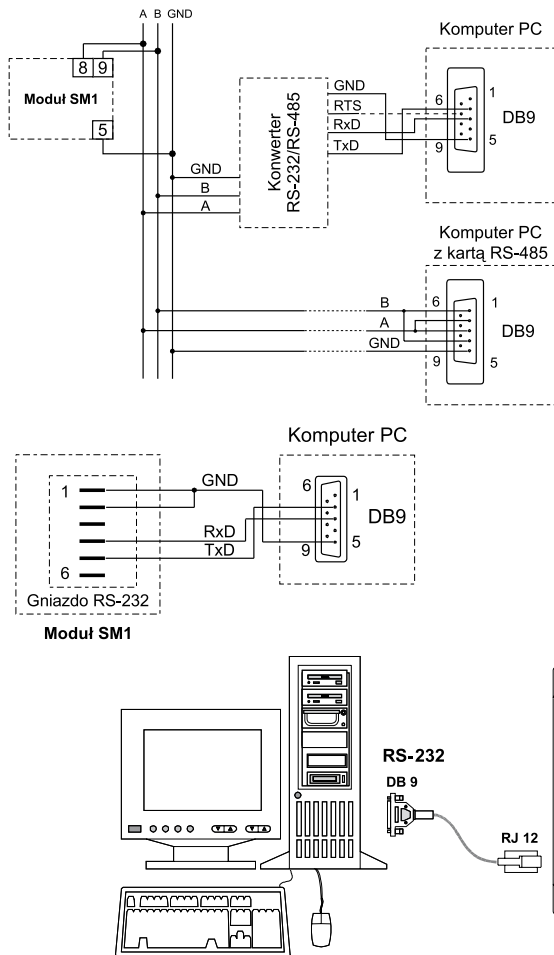 A B GND
8 9
Moduł SM1
5
GND
B
A
Konwerter
RS-232/RS-485
GND
RTS
RxD
TxD
Komputer PC
6
1
DB9
9
5
Komputer PC
z kartą RS-485
B
A
GND
6
1
DB9
9
5
Komputer PC
1
6
GND
RxD
TxD
6
1
DB9
9
5
Gniazdo RS-232
Moduł SM1
RS-232
DB 9
RJ 12